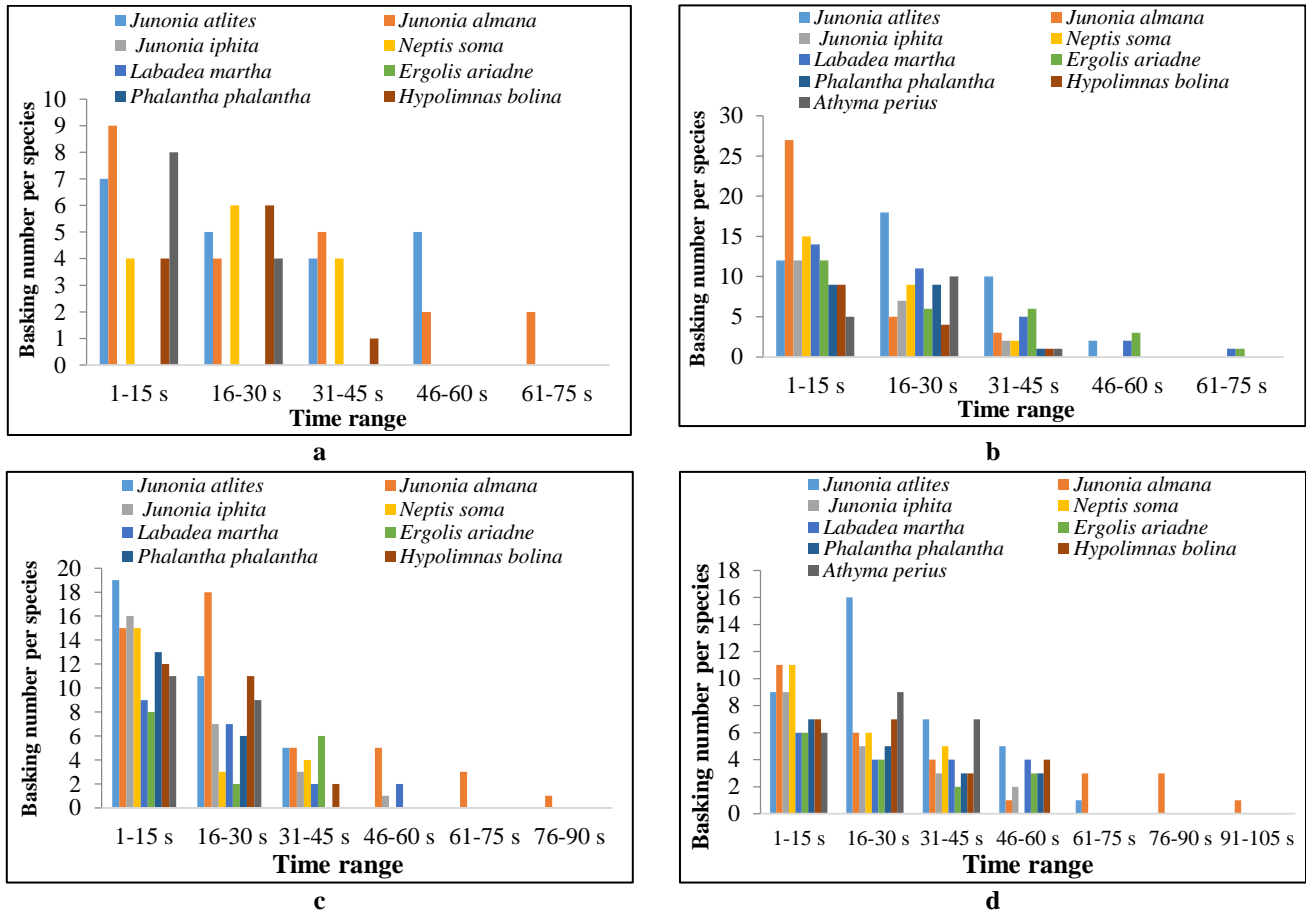 Junonia atlites Junonia almana
Junonia iphita Neptis soma
Labadea martha Ergolis ariadne
Phalantha phalantha Hypolimnas bolina
Basking number per species
10
9
8
7
6
5
4
3
2
1
0
1-15 s 16-30 s 31-45 s 46-60 s 61-75 s
Time range
a
Junonia atlites Junonia almana
Junonia iphita Neptis soma
Labadea martha Ergolis ariadne
Phalantha phalantha Hypolimnas bolina
Athyma perius
Basking number per species
30
25
20
15
10
5
0
1-15 s 16-30 s 31-45 s 46-60 s 61-75 s
Time range
b
Junonia atlites Junonia almana
Junonia iphita Neptis soma
Labadea martha Ergolis ariadne
Phalantha phalantha Hypolimnas bolina
Basking number per species
20
18
16
14
12
10
8
6
4
2
0
1-15 s 16-30 s 31-45 s 46-60 s 61-75 s 76-90 s
Time range
c
Junonia atlites Junonia almana
Junonia iphita Neptis soma
Labadea martha Ergolis ariadne
Phalantha phalantha Hypolimnas bolina
Athyma perius
Basking number per species
18
16
14
12
10
8
6
4
2
0
1-15 s 16-30 s 31-45 s 46-60 s 61-75 s 76-90 s 91-105 s
Time range
d